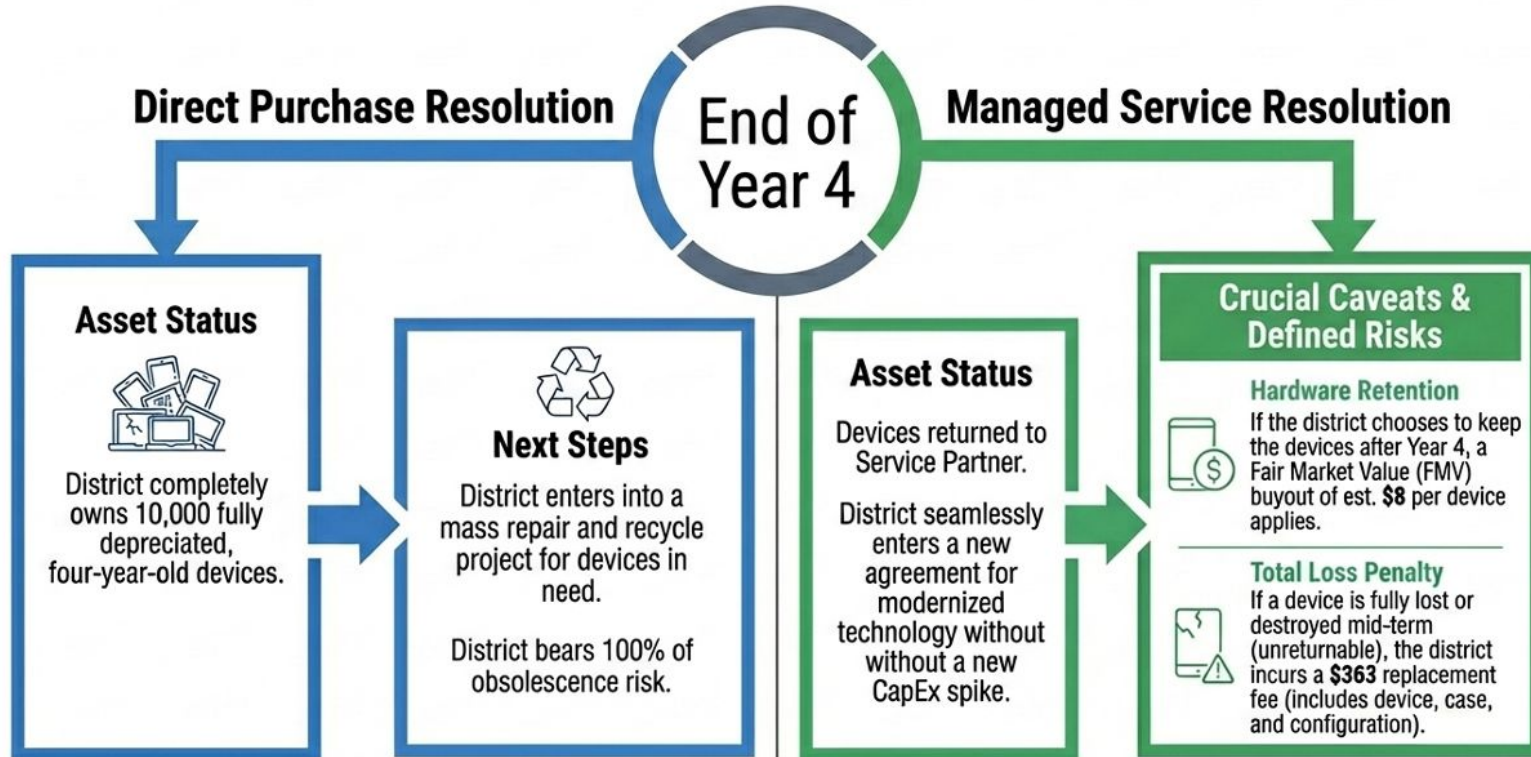 Direct Purchase Resolution
End of
Year 4
Managed Service Resolution
Asset Status
District completely
owns 10,000 fully
depreciated,
four-year-old devices.
Next Steps
District enters into a
mass repair and recycle
project for devices in
need.
District bears 100% of
obsolescence risk.
Asset Status
Devices returned to
Service Partner.
District seamlessly
enters a new
agreement for
modernized
technology without
without a new
CapEx spike.
Crucial Caveats &
Defined Risks
Hardware Retention
If the district chooses to keep
the devices after Year 4, a
Fair Market Value (FMV)
buyout of est. $8 per device
applies.
$
Total Loss Penalty
If a device is fully lost or
destroyed mid-term
(unreturnable), the district
incurs a $363 replacement
fee (includes device, case,
and configuration).